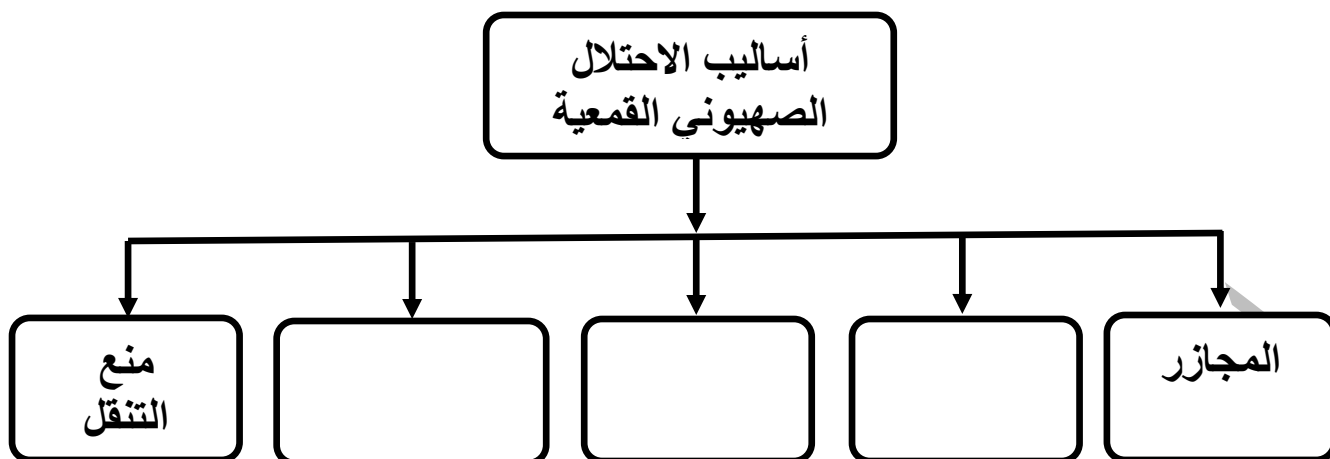 أساليب الاحتلال
الصهيوني القمعية
المجازر
منع
التنقل